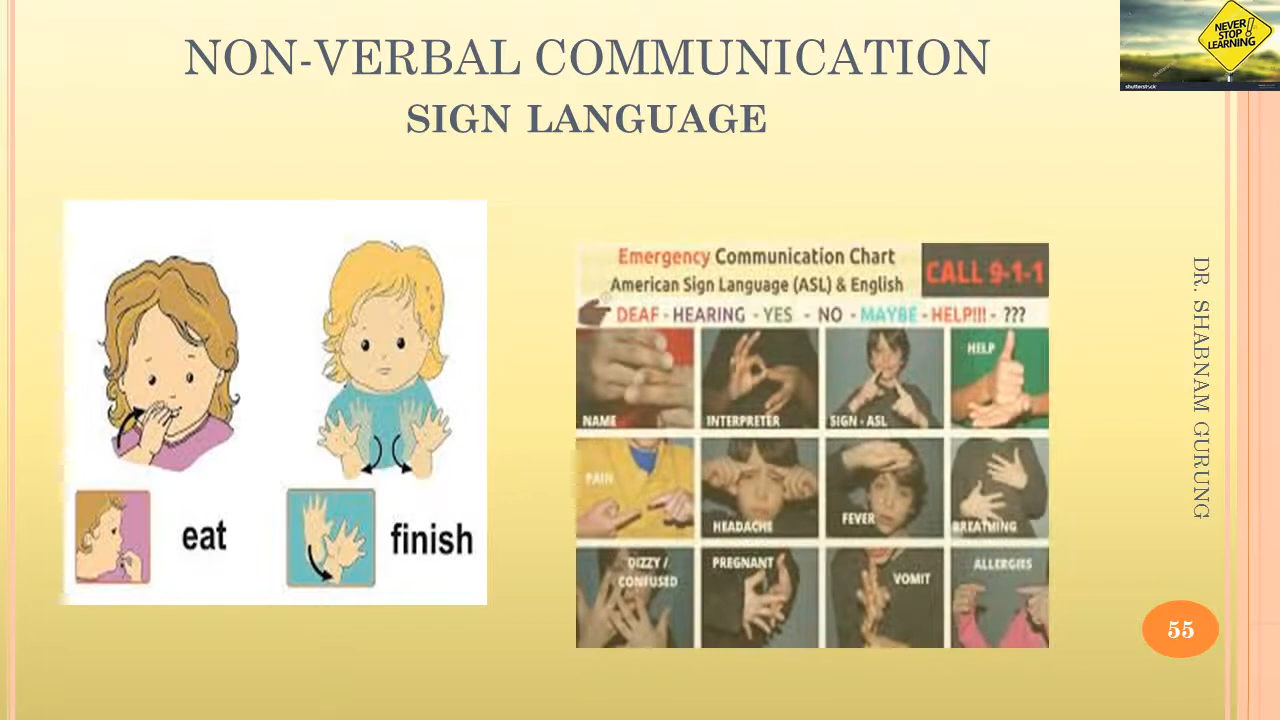 NON-VERBAL COMMUNICATION
SIGN LANGUAGE
NEVER
STOP
LEARNING
shutterstock
eat
finish
Emergency Communication Chart
American Sign Language (ASL) & English
CALL 9-1-1
DEAF - HEARING - YES - NO - MAYBE - HELP!!! - ???
NAME
INTERPRETER
SIGN - ASL
HELP
PAIN
HEADACHE
FEVER
BREATHING
DIZZY /
CONFUSED
PREGNANT
VOMIT
ALLERGIES
DR. SHABNAM GURUNG
55